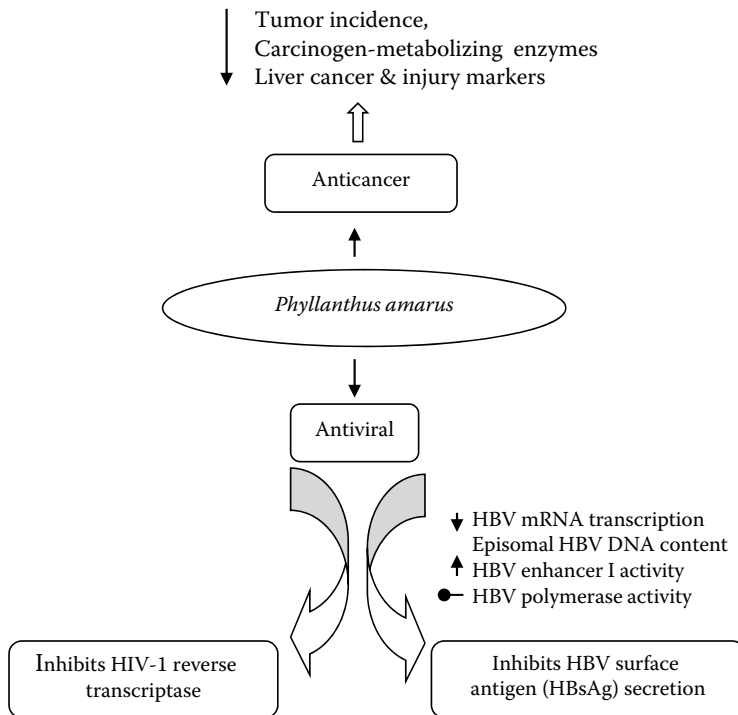 Tumor incidence,
Carcinogen-metabolizing enzymes
Liver cancer & injury markers
Anticancer
Phyllanthus amarus
Antiviral
HBV mRNA transcription
Episomal HBV DNA content
HBV enhancer I activity
HBV polymerase activity
Inhibits HIV-1 reverse
transcriptase
Inhibits HBV surface
antigen (HBsAg) secretion